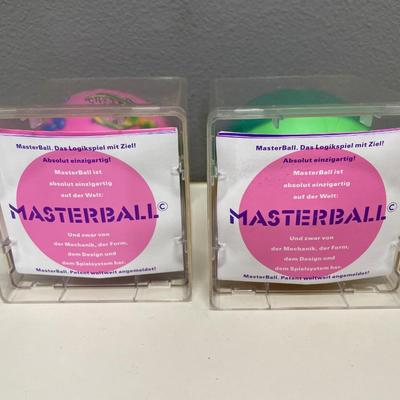 MasterBall. Das Logikspiel mit Ziel!
Absolut einzigartig!
MasterBall ist
absolut einzigartig
auf der Welt:
MASTERBALL©
Und zwar von
der Mechanik, der Form,
dem Design und
dem Spielsystem her.
MasterBall. Patent weltweit angemeldet!
MasterBall. Das Logikspiel mit Ziel!
Absolut einzigartig!
MasterBall ist
absolut einzigartig
auf der Welt:
MASTERBALL©
Und zwar von
der Mechanik, der Form,
dem Design und
dem Spielsystem her.
MasterBall. Patent weltweit angemeldet!